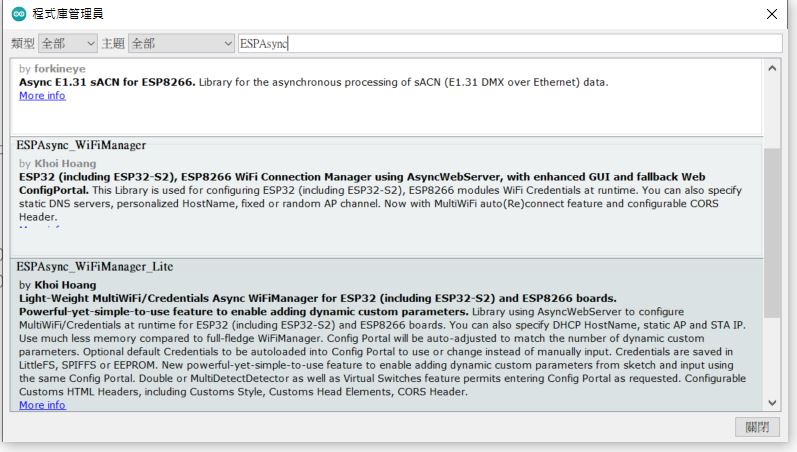 程式庫管理員
類型 全部 主題 全部 ESPAsync
by forkineye
Async E1.31 sACN for ESP8266. Library for the asynchronous processing of sACN (E1.31 DMX over Ethernet) data.
More info
ESPAsync_WiFiManager
by Khoi Hoang
ESP32 (including ESP32-S2), ESP8266 WiFi Connection Manager using AsyncWebServer, with enhanced GUI and fallback Web
ConfigPortal. This Library is used for configuring ESP32 (including ESP32-S2), ESP8266 modules WiFi Credentials at runtime. You can also specify
static DNS servers, personalized HostName, fixed or random AP channel. Now with MultiWiFi auto(Re)connect feature and configurable CORS
Header.
ESPAsync_WiFiManager_Lite
by Khoi Hoang
Light-Weight MultiWiFi/Credentials Async WiFiManager for ESP32 (including ESP32-S2) and ESP8266 boards.
Powerful-yet-simple-to-use feature to enable adding dynamic custom parameters. Library using AsyncWebServer to configure
MultiWiFi/Credentials at runtime for ESP32 (including ESP32-S2) and ESP8266 boards. You can also specify DHCP HostName, static AP and STA IP.
Use much less memory compared to full-fledge WiFiManager. Config Portal will be auto-adjusted to match the number of dynamic custom
parameters. Optional default Credentials to be autoloaded into Config Portal to use or change instead of manually input. Credentials are saved in
LittleFS, SPIFFS or EEPROM. New powerful-yet-simple-to-use feature to enable adding dynamic custom parameters from sketch and input using
the same Config Portal. Double or MultiDetectDetector as well as Virtual Switches feature permits entering Config Portal as requested. Configurable
Customs HTML Headers, including Customs Style, Customs Head Elements, CORS Header.
More info
關閉